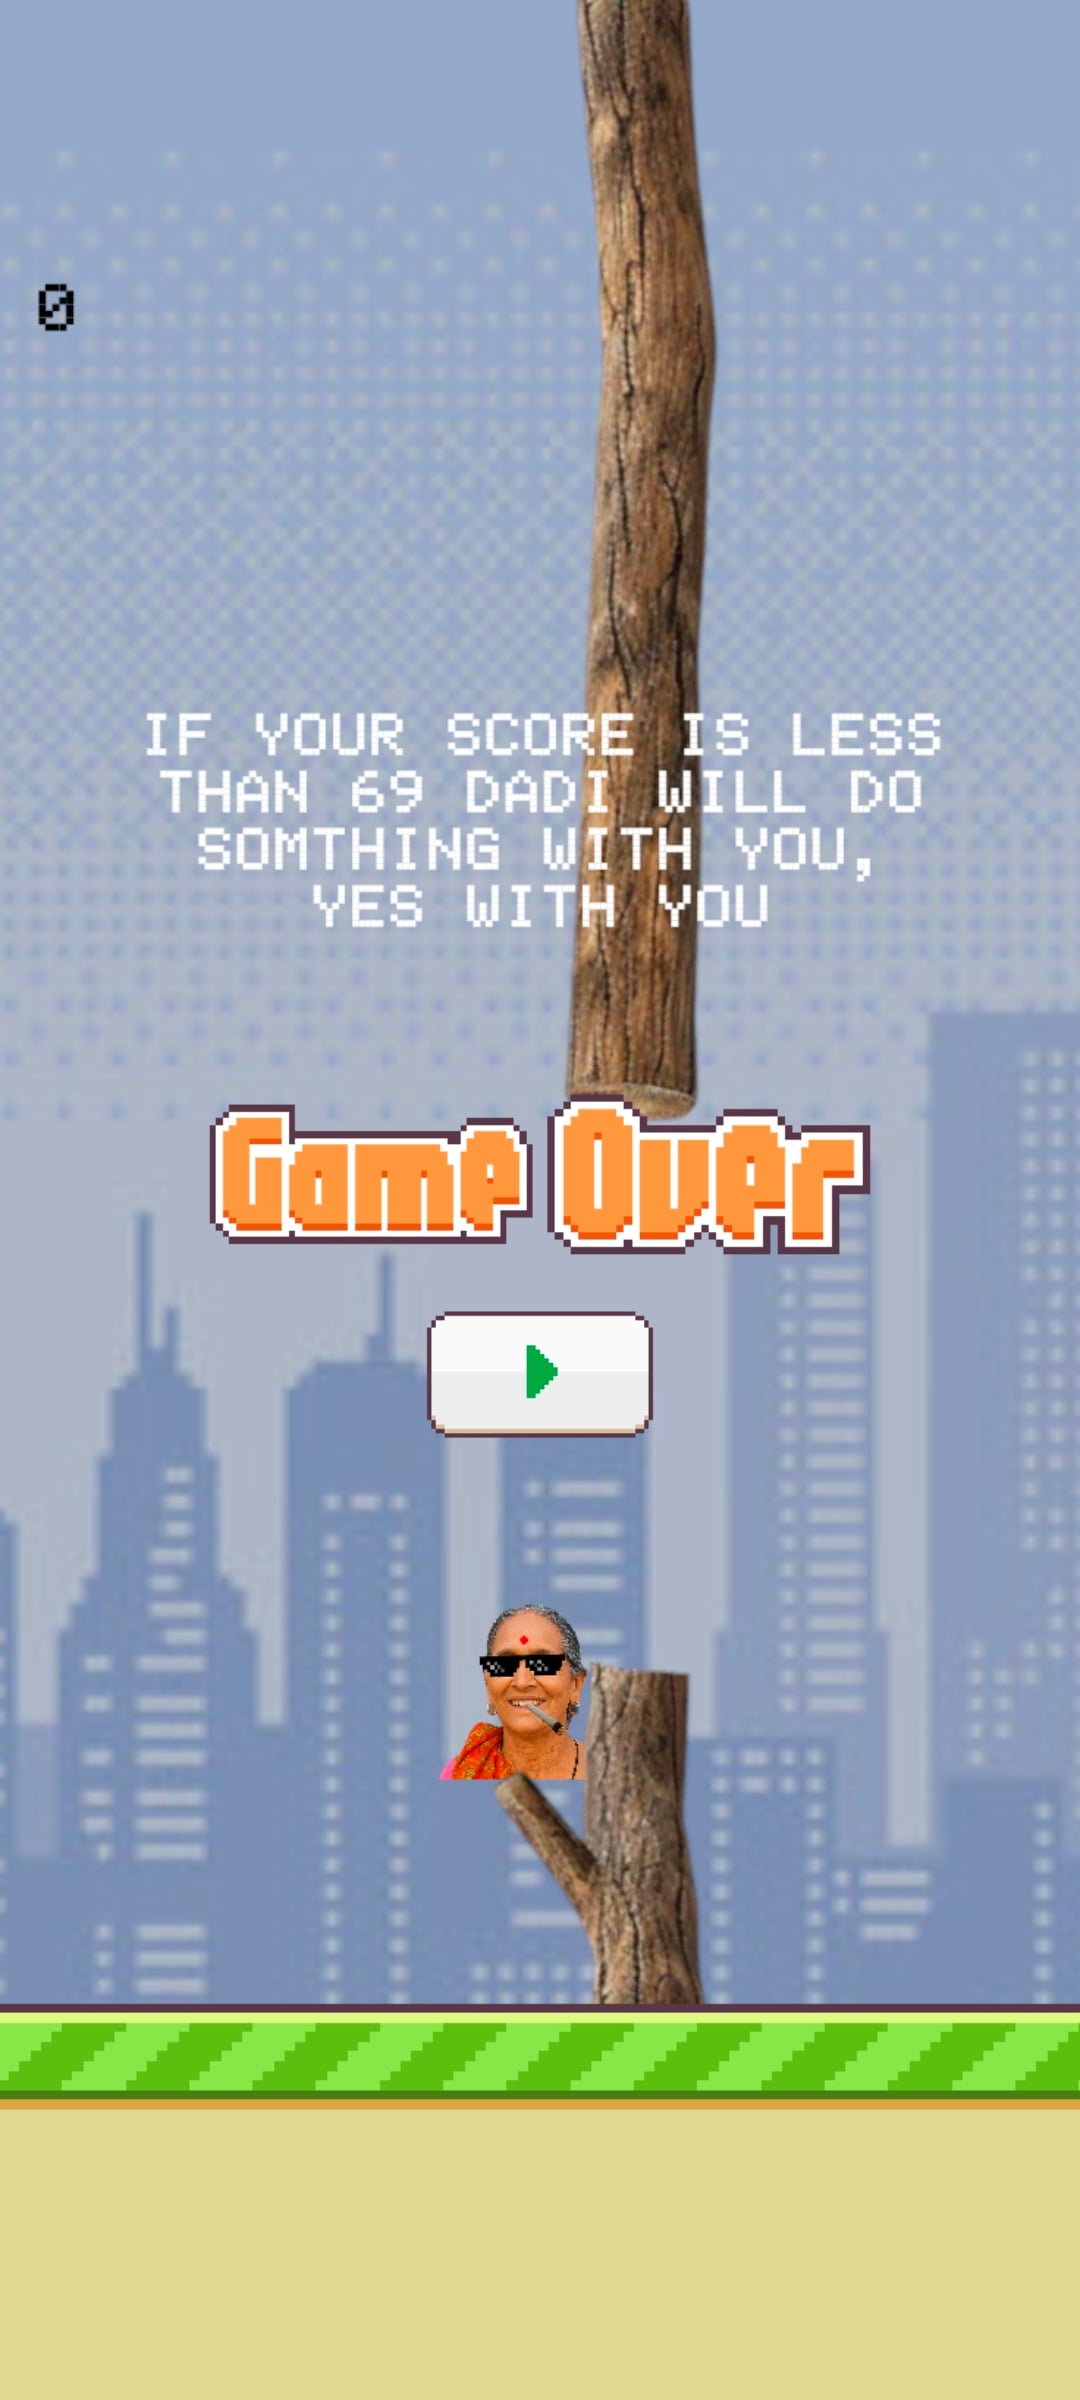 0
IF YOUR SCORE IS LESS
THAN 69 DADI WILL DO
SOMTHING WITH YOU,
YES WITH YOU
Game Over